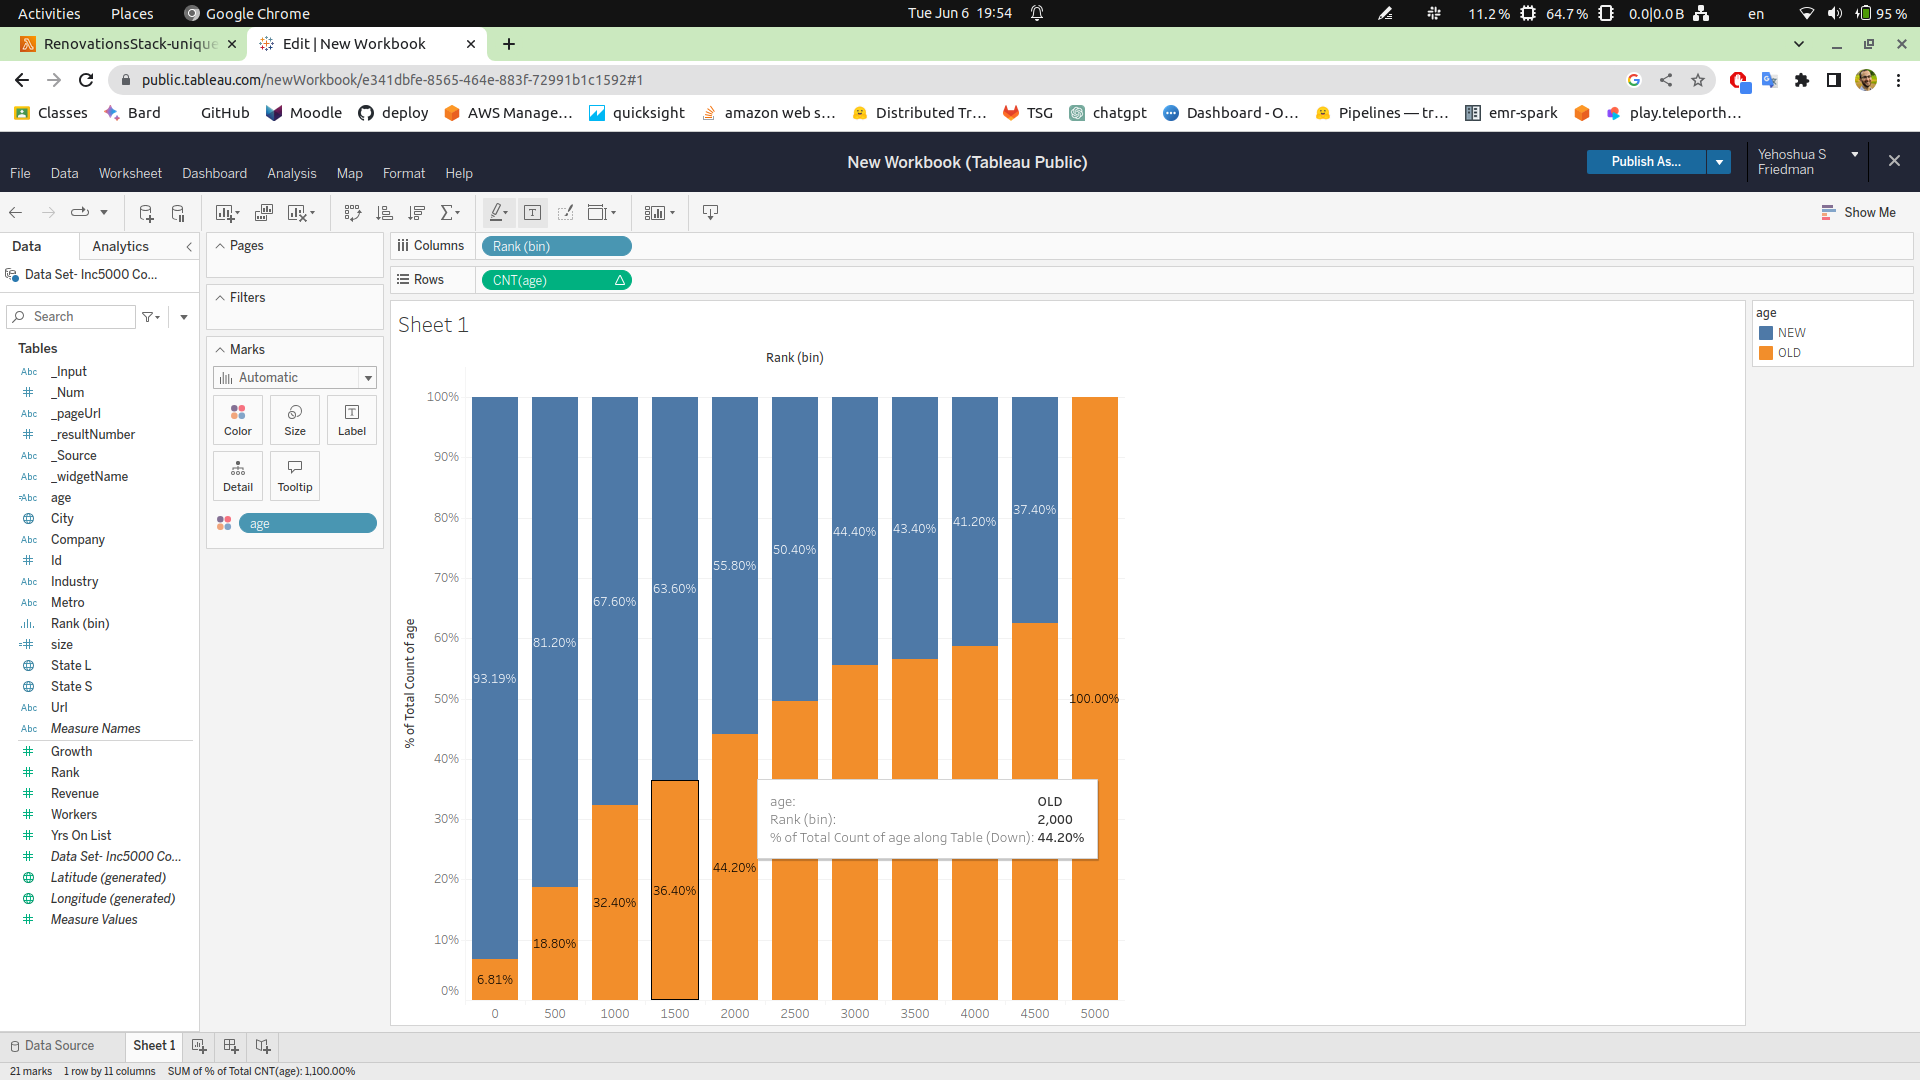 Activities Places Google Chrome Tue Jun 6 19:54 11.2% 64.7% 0.0|0.0B en 95 %
RenovationsStack-unique Edit | New Workbook
public.tableau.com/newWorkbook/e341dbfe-8565-464e-883f-72991b1c1592#1
Classes Bard GitHub Moodle deploy AWS Manage… quicksight amazon web s… Distributed Tr… TSG chatgpt Dashboard - O… Pipelines — tr… emr-spark play.teleporth…
New Workbook (Tableau Public) Publish As... Yehoshua S Friedman
File Data Worksheet Dashboard Analysis Map Format Help
Show Me
Data Analytics
Data Set- Inc5000 Co...
Search
Tables
Abc _Input
_Num
Abc _pageUrl
_resultNumber
Abc _Source
Abc _widgetName
Abc age
City
Abc Company
Id
Abc Industry
Abc Metro
Rank (bin)
size
State L
State S
Abc Url
Abc Measure Names
Growth
Rank
Revenue
Workers
Yrs On List
Data Set- Inc5000 Co...
Latitude (generated)
Longitude (generated)
Measure Values
Pages
Filters
Marks
Automatic
Color Size Label
Detail Tooltip
age
Columns Rank (bin)
Rows CNT(age)
Sheet 1
Rank (bin)
% of Total Count of age
100%
90%
80%
70%
60%
50%
40%
30%
20%
10%
0%
93.19% 81.20% 67.60% 63.60% 55.80% 50.40% 44.40% 43.40% 41.20% 37.40%
6.81% 18.80% 32.40% 36.40% 44.20% 100.00%
age: OLD
Rank (bin): 2,000
% of Total Count of age along Table (Down): 44.20%
0 500 1000 1500 2000 2500 3000 3500 4000 4500 5000
age
NEW
OLD
Data Source Sheet 1
21 marks 1 row by 11 columns SUM of % of Total CNT(age): 1,100.00%